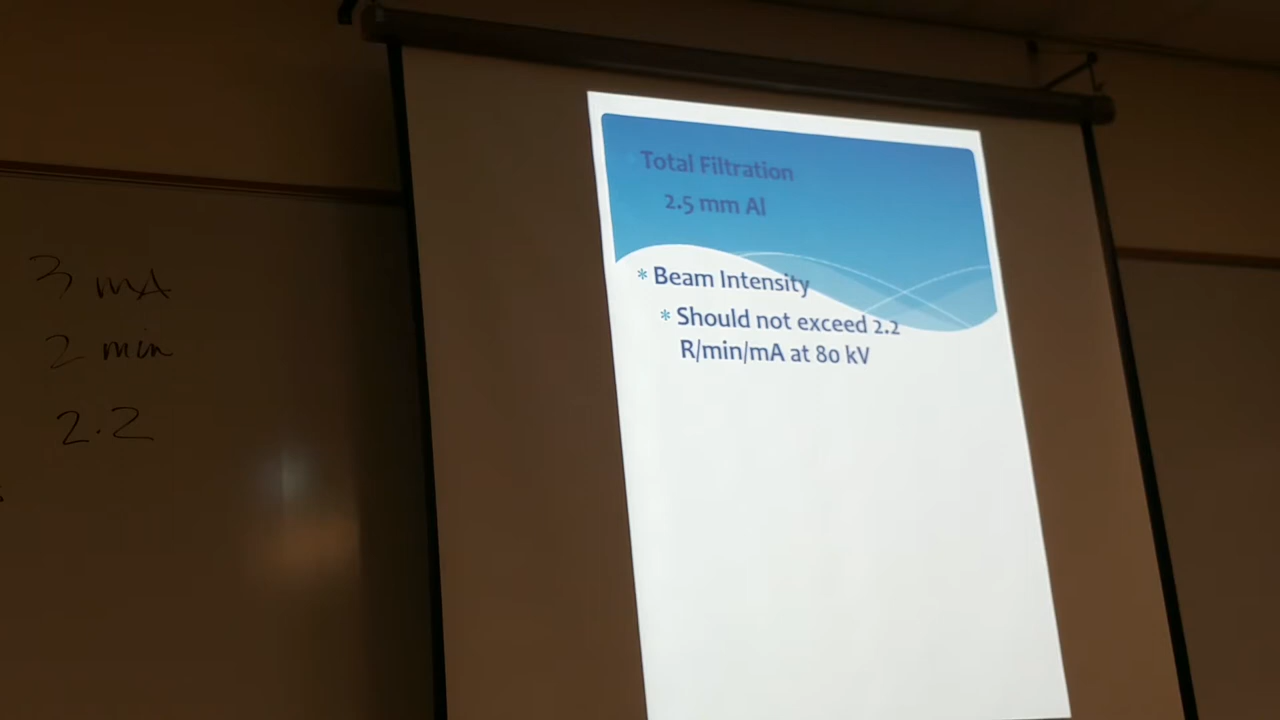 3 mA
2 min
2.2
Total Filtration
2.5 mm Al
* Beam Intensity
* Should not exceed 2.2
R/min/mA at 80 kV